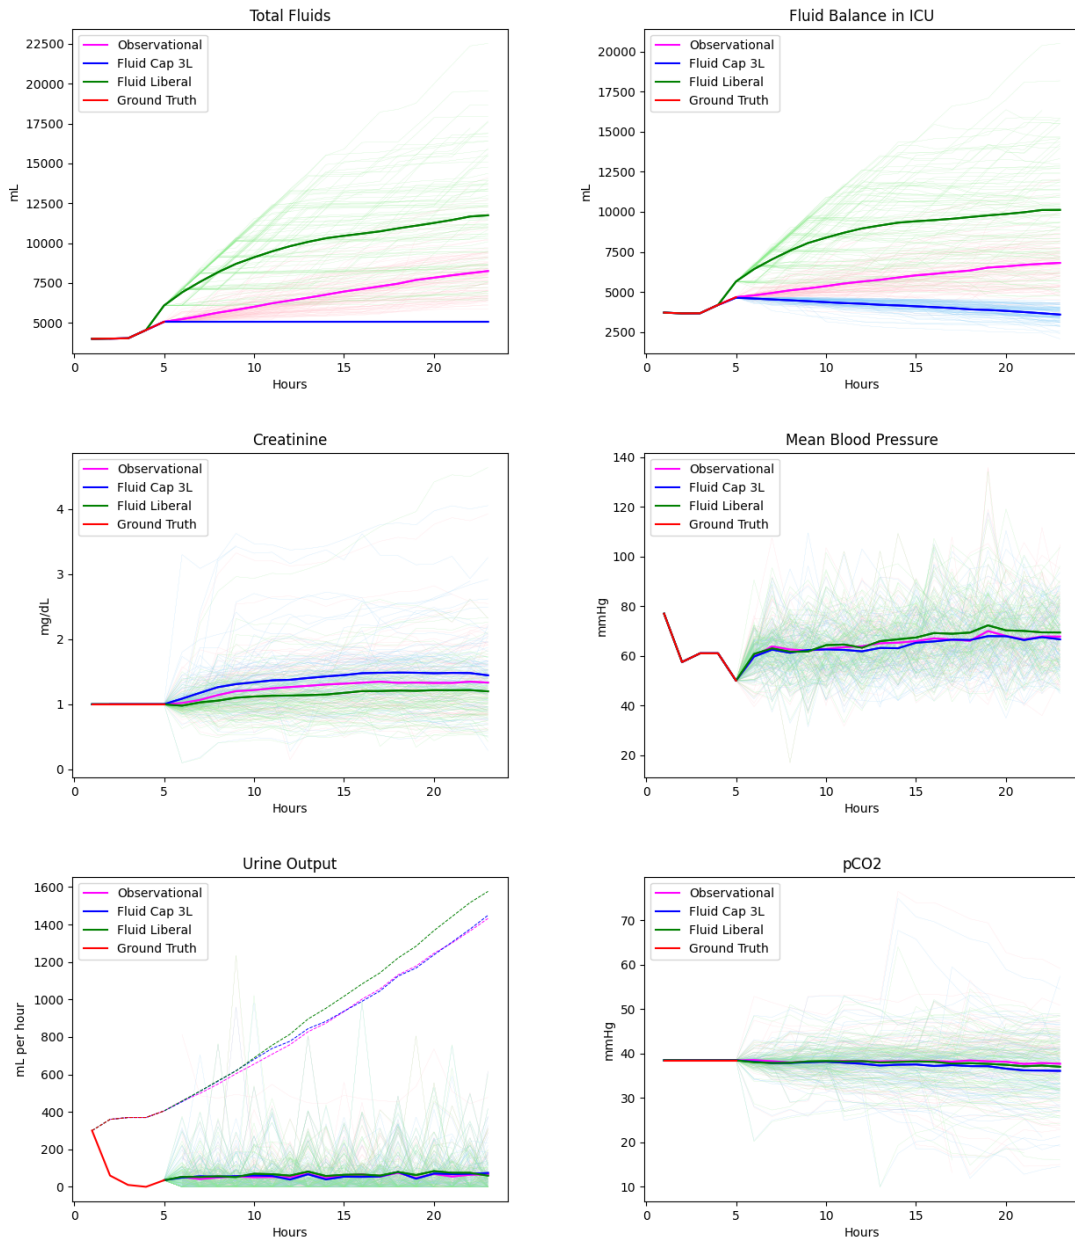 Total Fluids
22500
20000
17500
15000
12500
10000
7500
5000
mL
Observational
Fluid Cap 3L
Fluid Liberal
Ground Truth
0 5 10 15 20
Hours
Fluid Balance in ICU
20000
17500
15000
12500
10000
7500
5000
2500
mL
Observational
Fluid Cap 3L
Fluid Liberal
Ground Truth
0 5 10 15 20
Hours
Creatinine
4
3
2
1
0
mg/dL
Observational
Fluid Cap 3L
Fluid Liberal
Ground Truth
0 5 10 15 20
Hours
Mean Blood Pressure
140
120
100
80
60
40
20
mmHg
Observational
Fluid Cap 3L
Fluid Liberal
Ground Truth
0 5 10 15 20
Hours
Urine Output
1600
1400
1200
1000
800
600
400
200
0
mL per hour
Observational
Fluid Cap 3L
Fluid Liberal
Ground Truth
0 5 10 15 20
Hours
pCO2
70
60
50
40
30
20
10
mmHg
Observational
Fluid Cap 3L
Fluid Liberal
Ground Truth
0 5 10 15 20
Hours